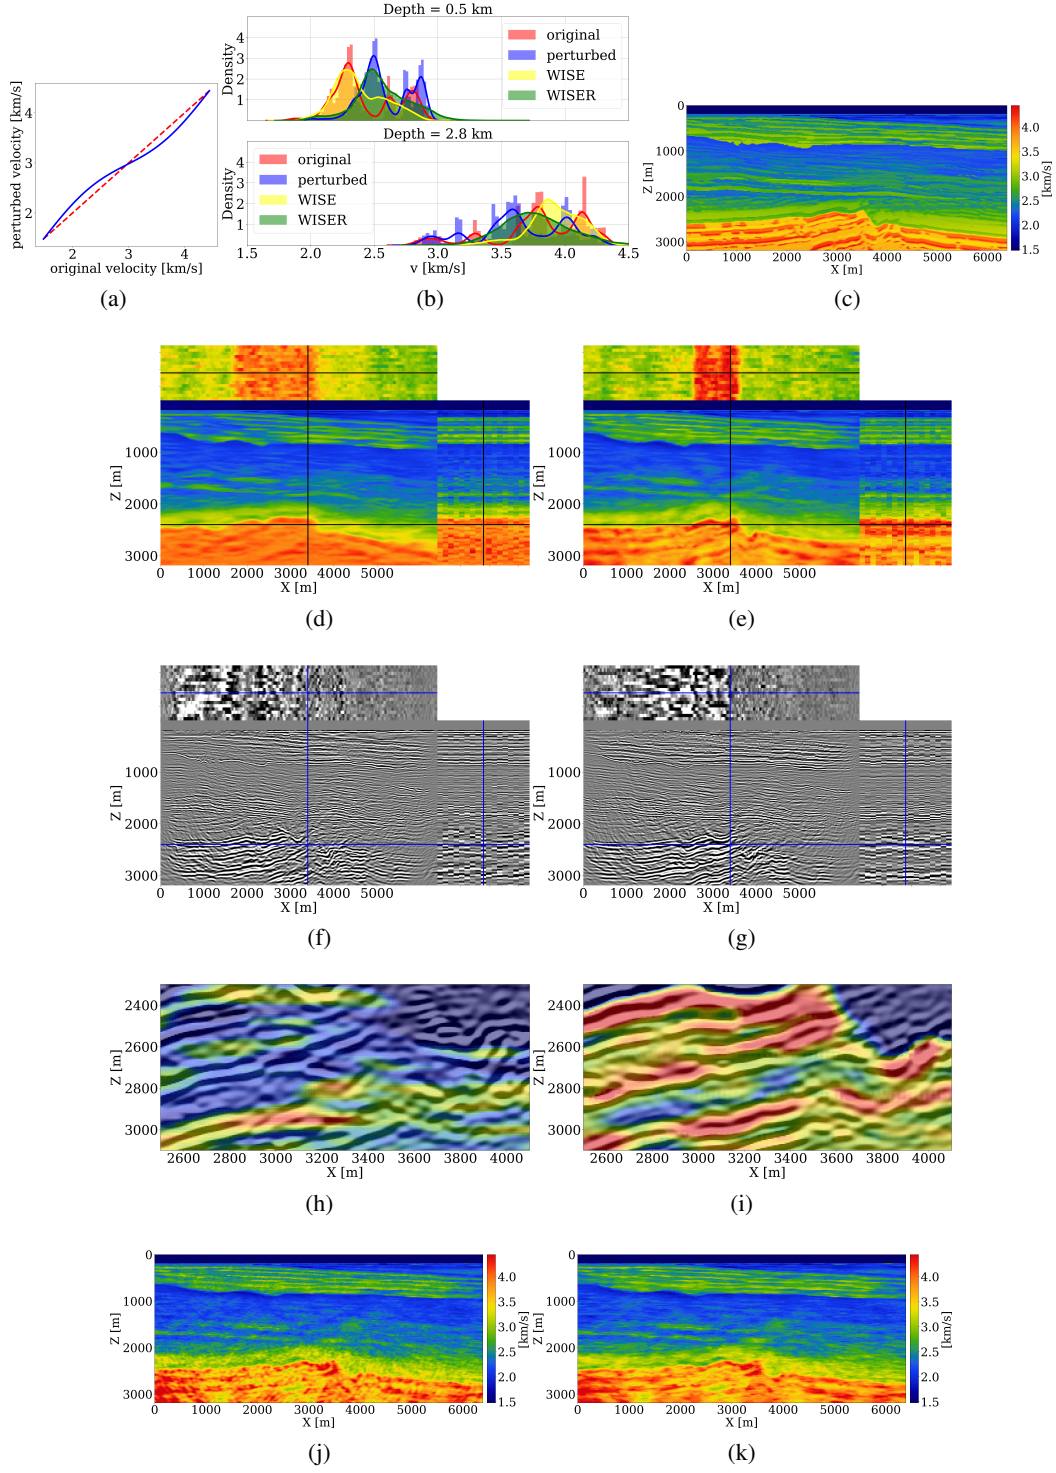 Depth = 0.5 km
Density
4
3
2
1
original
perturbed
WISE
WISER
perturbed velocity [km/s]
4
3
2
2
3
4
original velocity [km/s]
(a)
Depth = 2.8 km
Density
4
3
2
1
original
perturbed
WISE
WISER
1.5
2.0
2.5
3.0
3.5
4.0
4.5
v [km/s]
(b)
0
1000
2000
3000
Z [m]
0
1000
2000
3000
4000
5000
6000
X [m]
4.0
3.5
3.0
2.5
2.0
1.5
[km/s]
(c)
1000
2000
3000
Z [m]
0
1000
2000
3000
4000
5000
X [m]
(d)
1000
2000
3000
Z [m]
0
1000
2000
3000
4000
5000
X [m]
(e)
1000
2000
3000
Z [m]
0
1000
2000
3000
4000
5000
X [m]
(f)
1000
2000
3000
Z [m]
0
1000
2000
3000
4000
5000
X [m]
(g)
2400
2600
2800
3000
Z [m]
2600
2800
3000
3200
3400
3600
3800
4000
X [m]
(h)
2400
2600
2800
3000
Z [m]
2600
2800
3000
3200
3400
3600
3800
4000
X [m]
(i)
0
1000
2000
3000
Z [m]
0
1000
2000
3000
4000
5000
6000
X [m]
4.0
3.5
3.0
2.5
2.0
1.5
[km/s]
(j)
0
1000
2000
3000
Z [m]
0
1000
2000
3000
4000
5000
6000
X [m]
4.0
3.5
3.0
2.5
2.0
1.5
[km/s]
(k)